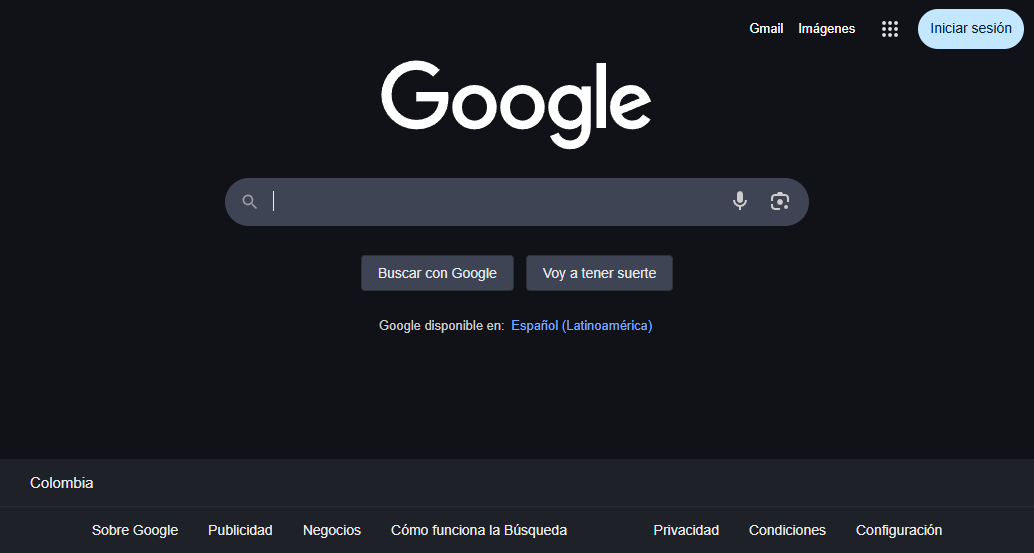 Gmail Imágenes Iniciar sesión
Google
Buscar con Google Voy a tener suerte
Google disponible en: Español (Latinoamérica)
Colombia
Sobre Google Publicidad Negocios Cómo funciona la Búsqueda Privacidad Condiciones Configuración